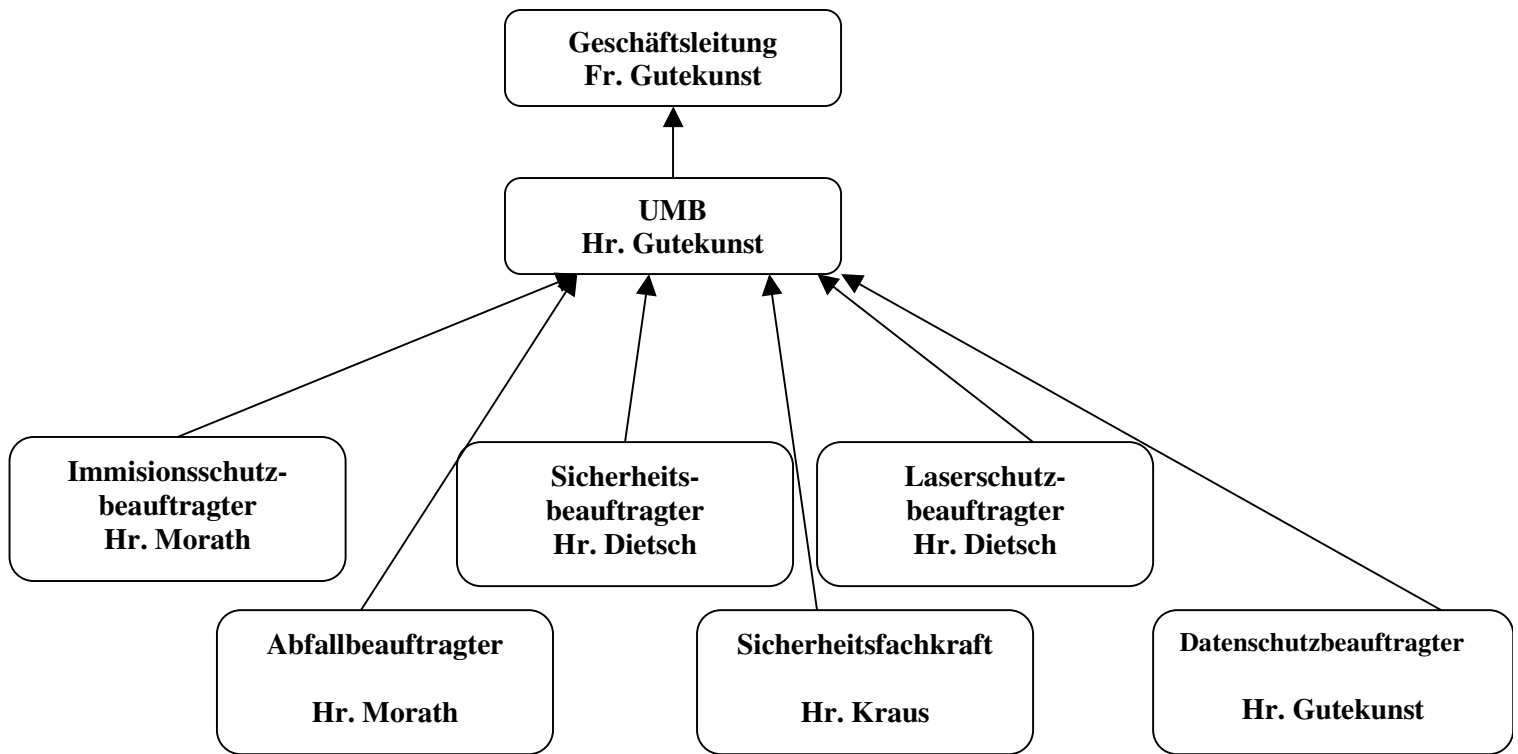 Geschäftsleitung
Fr. Gutekunst
UMB
Hr. Gutekunst
Immisionsschutz-
beauftragter
Hr. Morath
Sicherheits-
beauftragter
Hr. Dietsch
Laserschutz-
beauftragter
Hr. Dietsch
Abfallbeauftragter
Hr. Morath
Sicherheitsfachkraft
Hr. Kraus
Datenschutzbeauftragter
Hr. Gutekunst